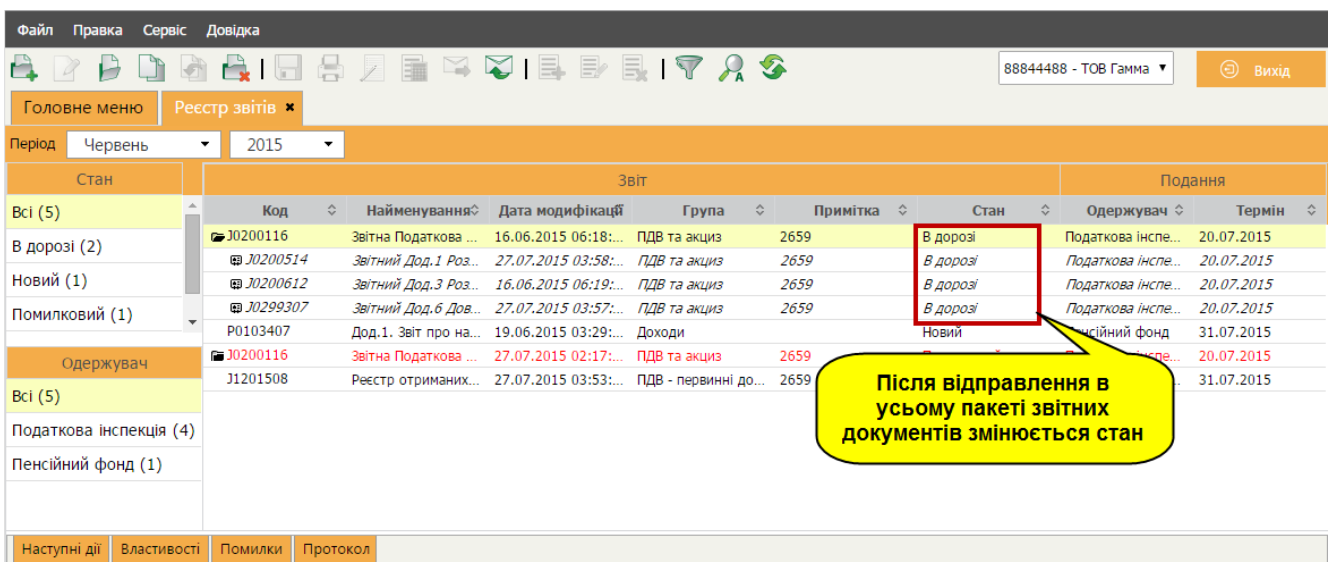 Файл Правка Сервіс Довідка
88844488 - ТОВ Гамма Вихід
Головне меню Реєстр звітів
Період Червень 2015
Стан
Всі (5)
В дорозі (2)
Новий (1)
Помилковий (1)
Одержувач
Всі (5)
Податкова інспекція (4)
Пенсійний фонд (1)
Звіт Подання
Код Найменування Дата модифікації Група Примітка Стан Одержувач Термін
J0200116 Звітна Податкова ... 16.06.2015 06:18:... ПДВ та акциз 2659 В дорозі Податкова інспе... 20.07.2015
J0200514 Звітний Дод.1 Роз... 27.07.2015 03:58:... ПДВ та акциз 2659 В дорозі Податкова інспе... 20.07.2015
J0200612 Звітний Дод.3 Роз... 16.06.2015 06:19:... ПДВ та акциз 2659 В дорозі Податкова інспе... 20.07.2015
J0299307 Звітний Дод.6 Дов... 27.07.2015 03:57:... ПДВ та акциз 2659 В дорозі Податкова інспе... 20.07.2015
P0103407 Дод.1. Звіт про на... 19.06.2015 03:29:... Доходи Новий фонд 31.07.2015
J0200116 Звітна Податкова ... 27.07.2015 02:17:... ПДВ та акциз 2659 20.07.2015
J1201508 Реєстр отриманих... 27.07.2015 03:53:... ПДВ - первинні до... 2659 31.07.2015
Після відправлення в
усьому пакеті звітних
документів змінюється стан
Наступні дії Властивості Помилки Протокол